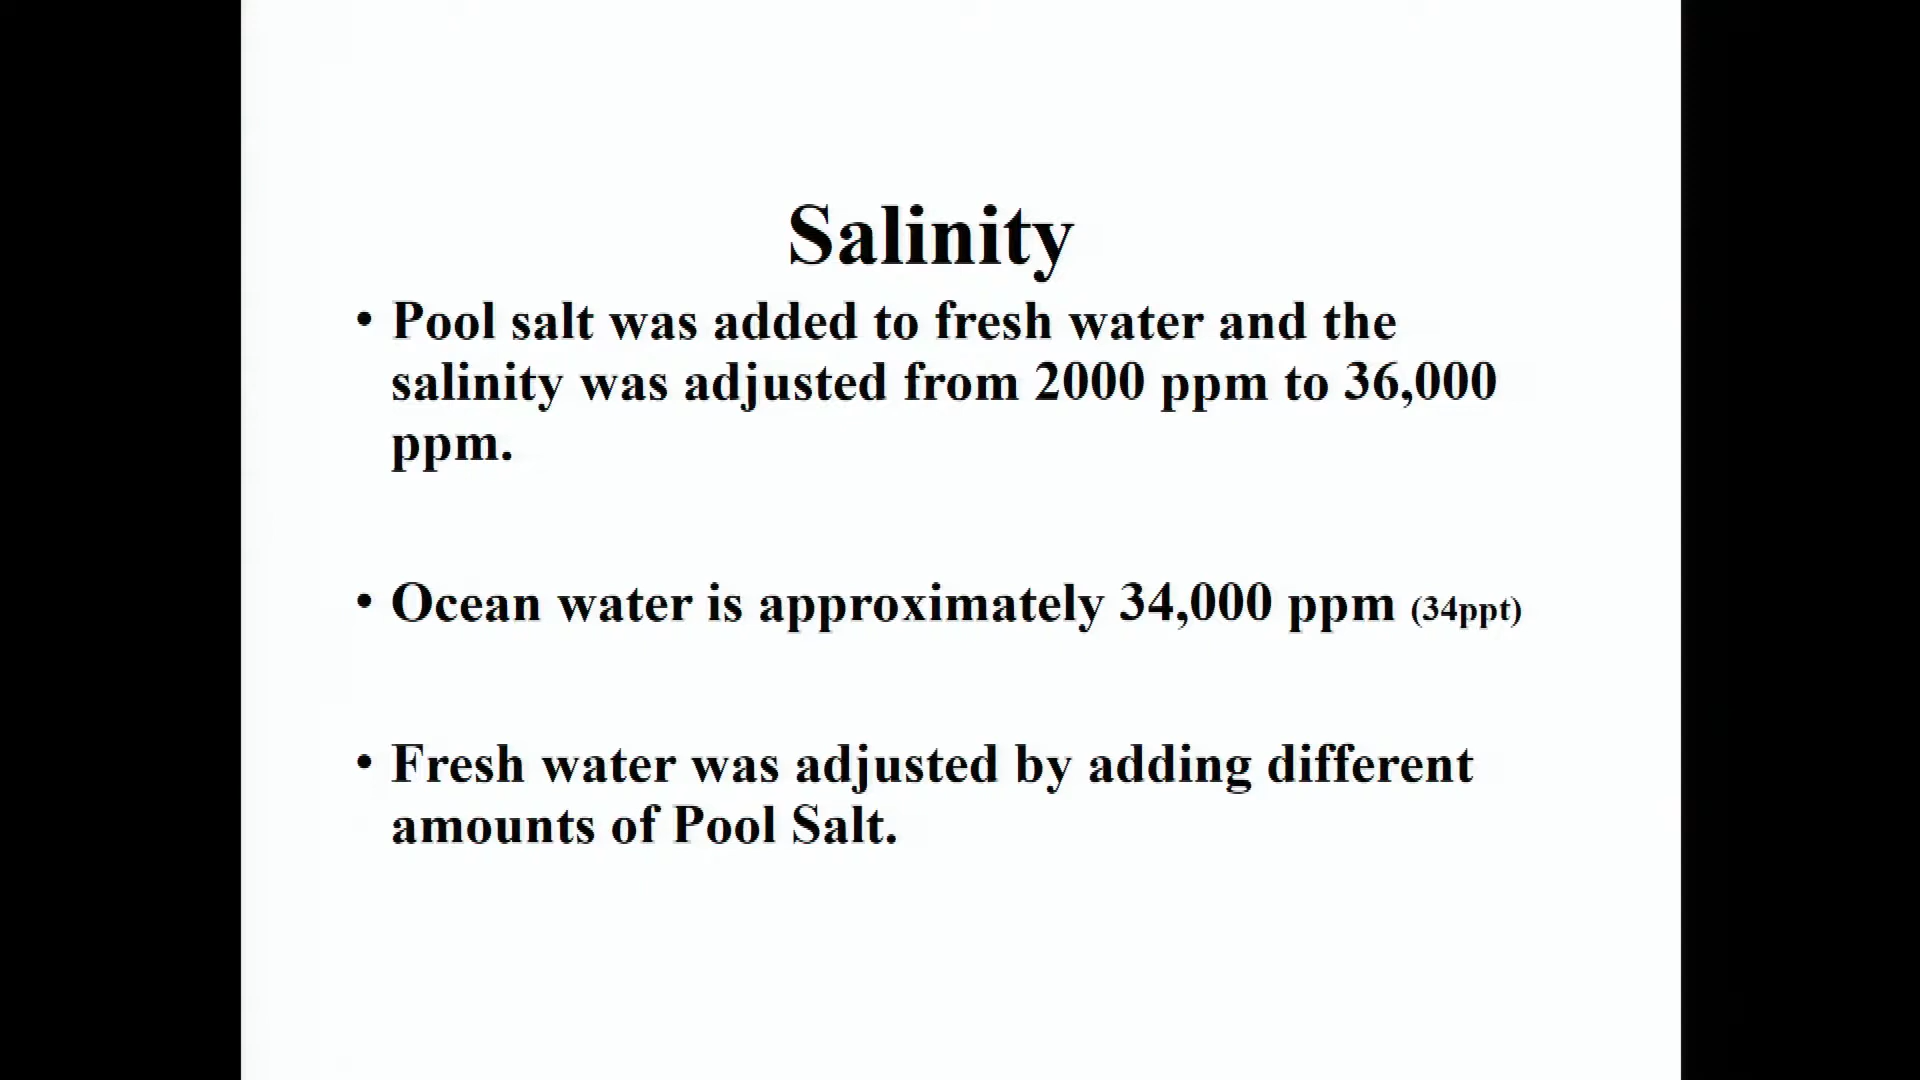 Salinity
• Pool salt was added to fresh water and the
salinity was adjusted from 2000 ppm to 36,000
ppm.
• Ocean water is approximately 34,000 ppm (34ppt)
• Fresh water was adjusted by adding different
amounts of Pool Salt.